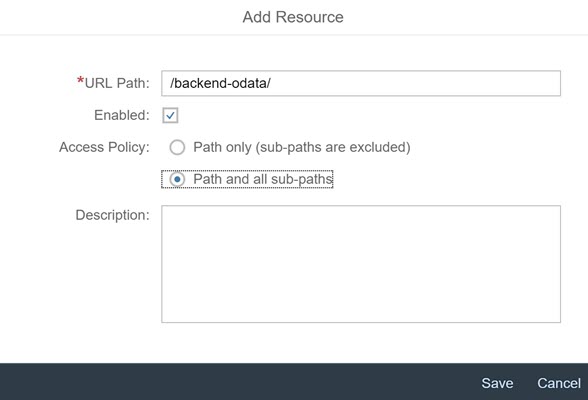 Add Resource
*URL Path: /backend-odata/
Enabled:
Access Policy: Path only (sub-paths are excluded)
Path and all sub-paths
Description:
Save Cancel